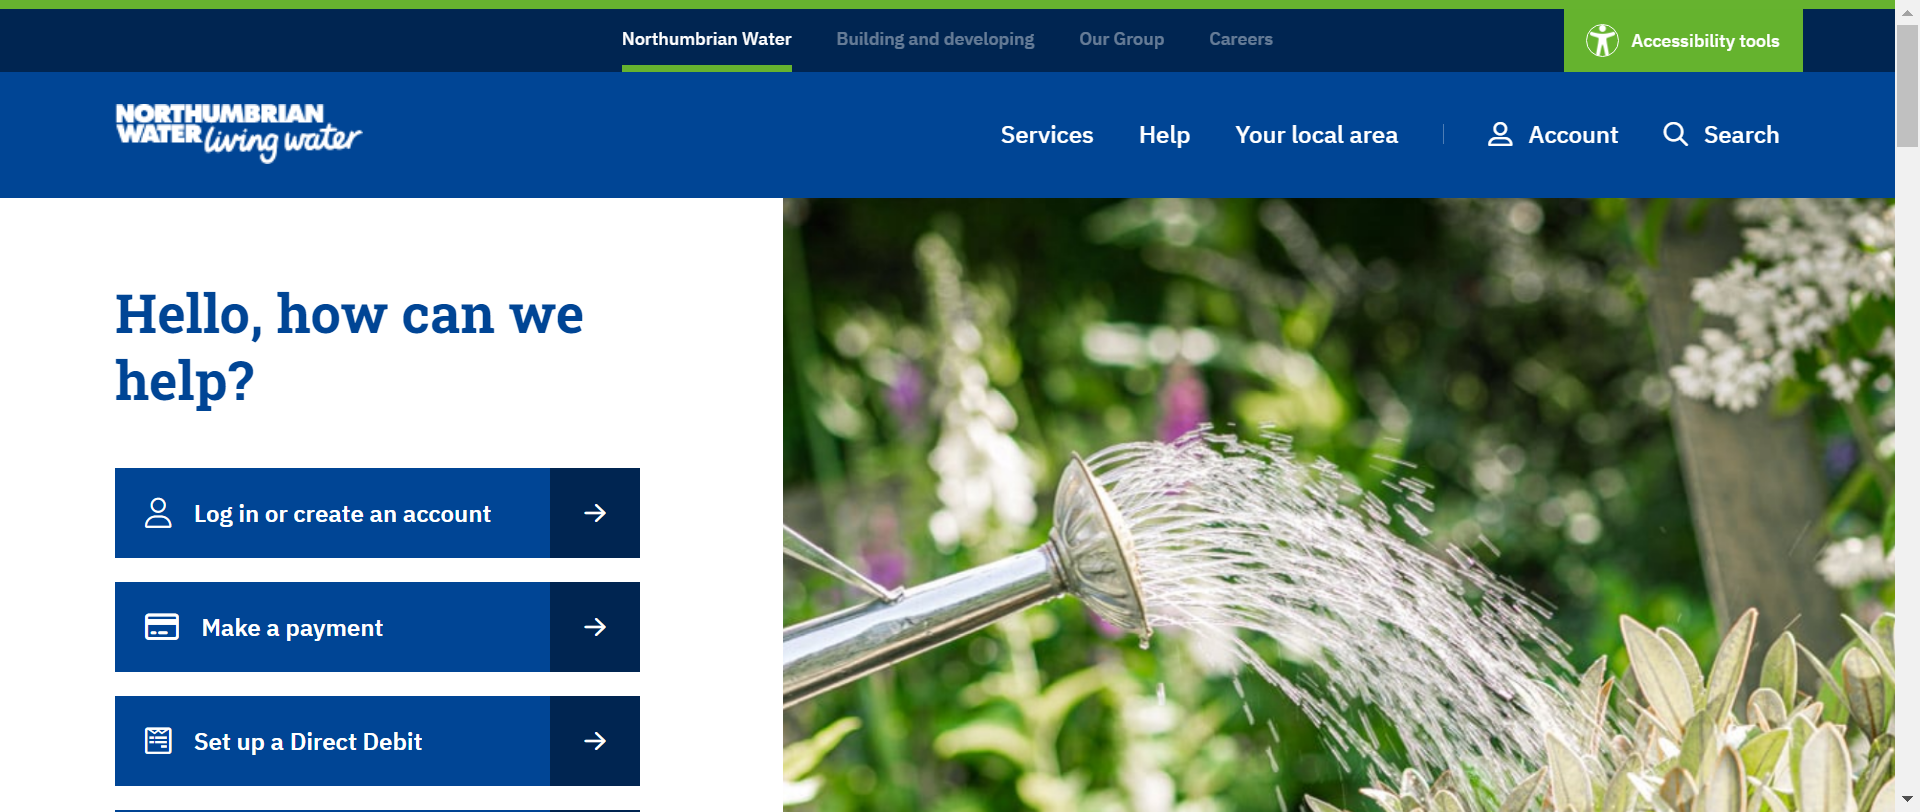 Northumbrian Water
Building and developing
Our Group
Careers
Accessibility tools
NORTHUMBRIAN
WATER living water
Services
Help
Your local area
Account
Search
Hello, how can we
help?
Log in or create an account
Make a payment
Set up a Direct Debit